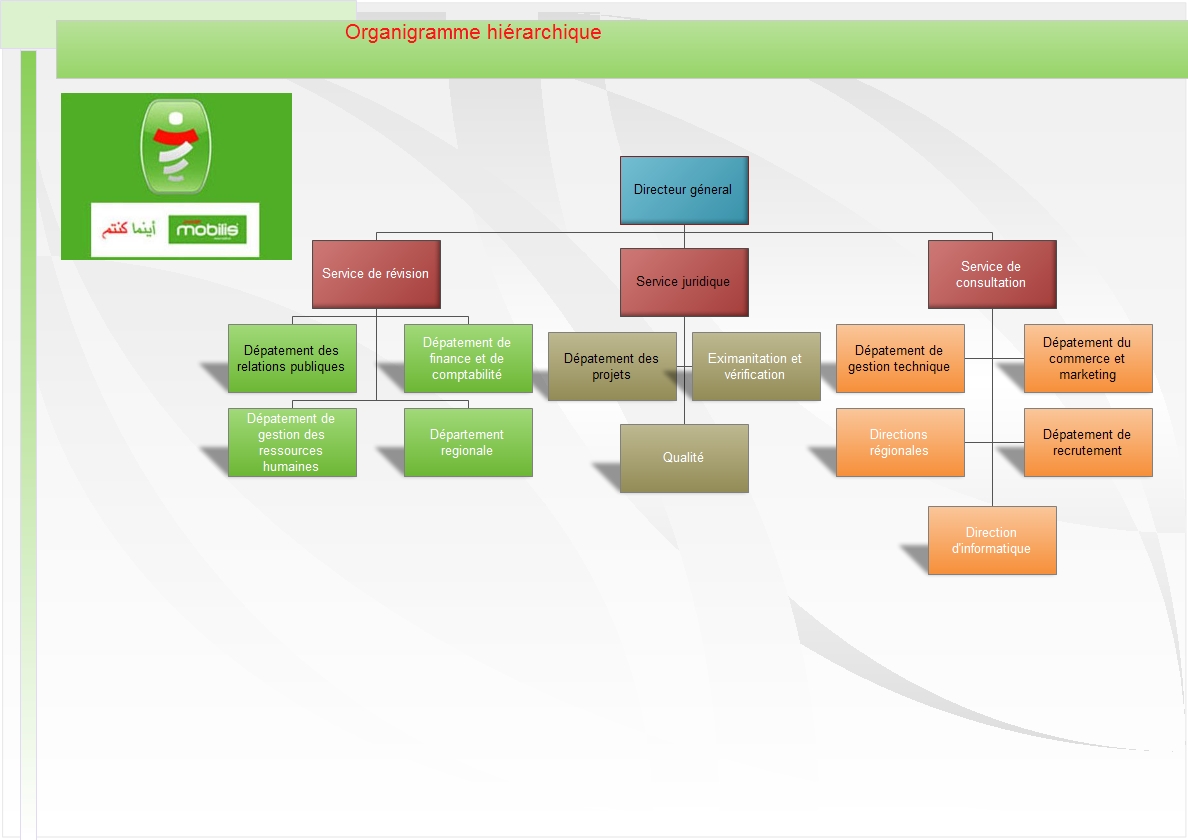 Organigramme hiérarchique
أينما كنتم
mobilis
Directeur géneral
Service de révision
Service juridique
Service de
consultation
Dépatement des
relations publiques
Dépatement de
finance et de
comptabilité
Dépatement des
projets
Eximanitation et
vérification
Dépatement de
gestion technique
Dépatement du
commerce et
marketing
Dépatement de
gestion des
ressources
humaines
Département
regionale
Qualité
Directions
régionales
Dépatement de
recrutement
Direction
d'informatique